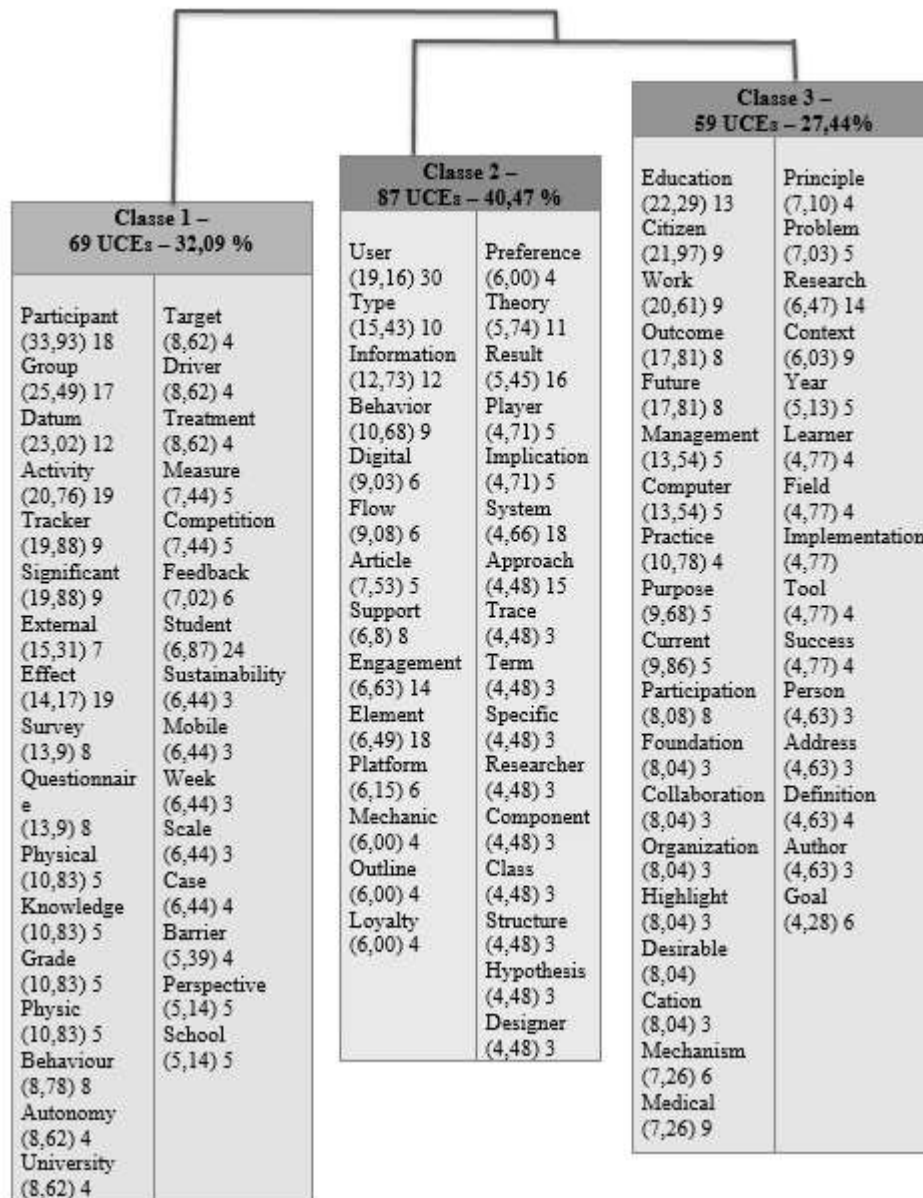 Classe 1 –
69 UCEs – 32,09 %
Participant
(33,93) 18
Group
(25,49) 17
Datum
(23,02) 12
Activity
(20,76) 19
Tracker
(19,88) 9
Significant
(19,88) 9
External
(15,31) 7
Effect
(14,17) 19
Survey
(13,9) 8
Questionnair
e
(13,9) 8
Physical
(10,83) 5
Knowledge
(10,83) 5
Grade
(10,83) 5
Physic
(10,83) 5
Behaviour
(8,78) 8
Autonomy
(8,62) 4
University
(8,62) 4
Target
(8,62) 4
Driver
(8,62) 4
Treatment
(8,62) 4
Measure
(7,44) 5
Competition
(7,44) 5
Feedback
(7,02) 6
Student
(6,87) 24
Sustainability
(6,44) 3
Mobile
(6,44) 3
Week
(6,44) 3
Scale
(6,44) 3
Case
(6,44) 4
Barrier
(5,39) 4
Perspective
(5,14) 5
School
(5,14) 5
Classe 2 –
87 UCEs – 40,47 %
User
(19,16) 30
Type
(15,43) 10
Information
(12,73) 12
Behavior
(10,68) 9
Digital
(9,03) 6
Flow
(9,08) 6
Article
(7,53) 5
Support
(6,8) 8
Engagement
(6,63) 14
Element
(6,49) 18
Platform
(6,15) 6
Mechanic
(6,00) 4
Outline
(6,00) 4
Loyalty
(6,00) 4
Preference
(6,00) 4
Theory
(5,74) 11
Result
(5,45) 16
Player
(4,71) 5
Implication
(4,71) 5
System
(4,66) 18
Approach
(4,48) 15
Trace
(4,48) 3
Term
(4,48) 3
Specific
(4,48) 3
Researcher
(4,48) 3
Component
(4,48) 3
Class
(4,48) 3
Structure
(4,48) 3
Hypothesis
(4,48) 3
Designer
(4,48) 3
Classe 3 –
59 UCEs – 27,44%
Education
(22,29) 13
Citizen
(21,97) 9
Work
(20,61) 9
Outcome
(17,81) 8
Future
(17,81) 8
Management
(13,54) 5
Computer
(13,54) 5
Practice
(10,78) 4
Purpose
(9,68) 5
Current
(9,86) 5
Participation
(8,08) 8
Foundation
(8,04) 3
Collaboration
(8,04) 3
Organization
(8,04) 3
Highlight
(8,04) 3
Desirable
(8,04)
Cation
(8,04) 3
Mechanism
(7,26) 6
Medical
(7,26) 9
Principle
(7,10) 4
Problem
(7,03) 5
Research
(6,47) 14
Context
(6,03) 9
Year
(5,13) 5
Learner
(4,77) 4
Field
(4,77) 4
Implementation
(4,77)
Tool
(4,77) 4
Success
(4,77) 4
Person
(4,63) 3
Address
(4,63) 3
Definition
(4,63) 4
Author
(4,63) 3
Goal
(4,28) 6